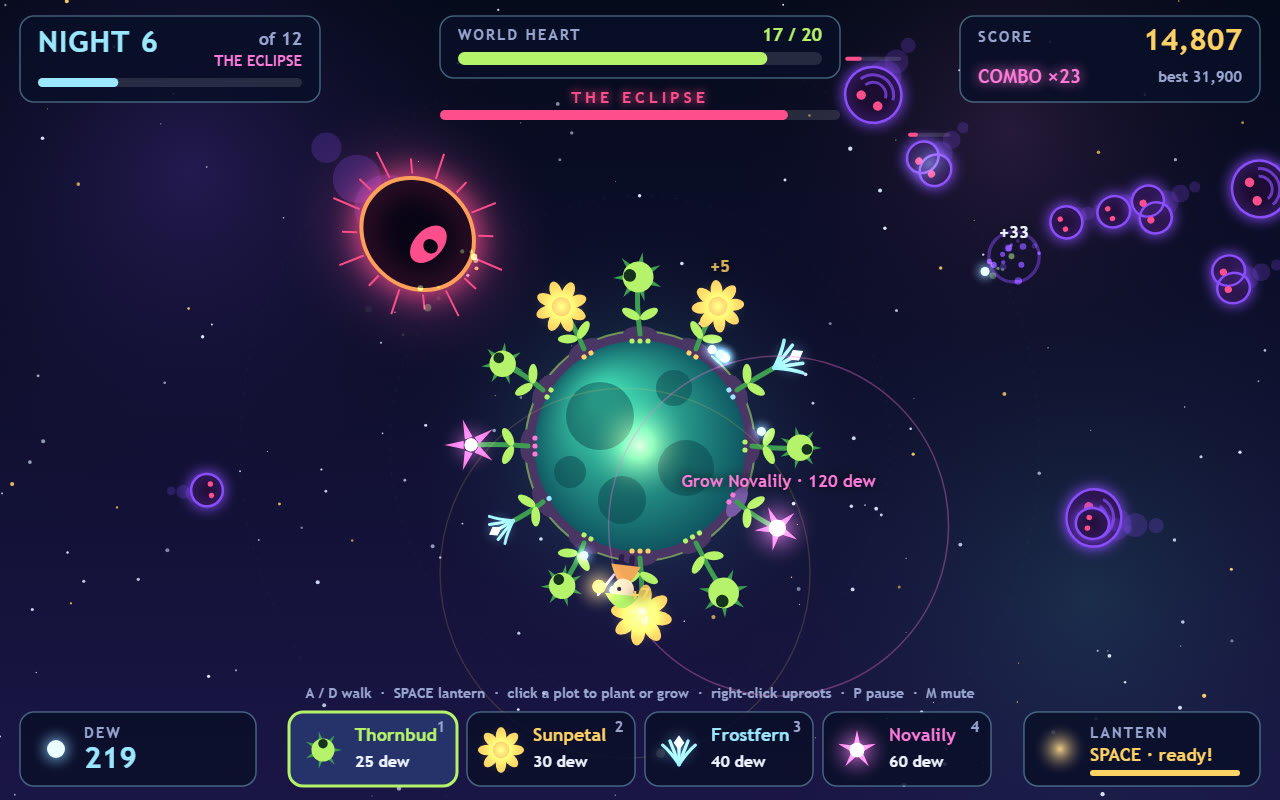 NIGHT 6
of 12
THE ECLIPSE
WORLD HEART
17 / 20
SCORE
14,807
COMBO ×23
best 31,900
THE ECLIPSE
+33
+5
Grow Novalily · 120 dew
A / D walk · SPACE lantern · click a plot to plant or grow · right-click uproots · P pause · M mute
DEW
219
Thornbud
1
25 dew
Sunpetal
2
30 dew
Frostfern
3
40 dew
Novalily
4
60 dew
LANTERN
SPACE · ready!